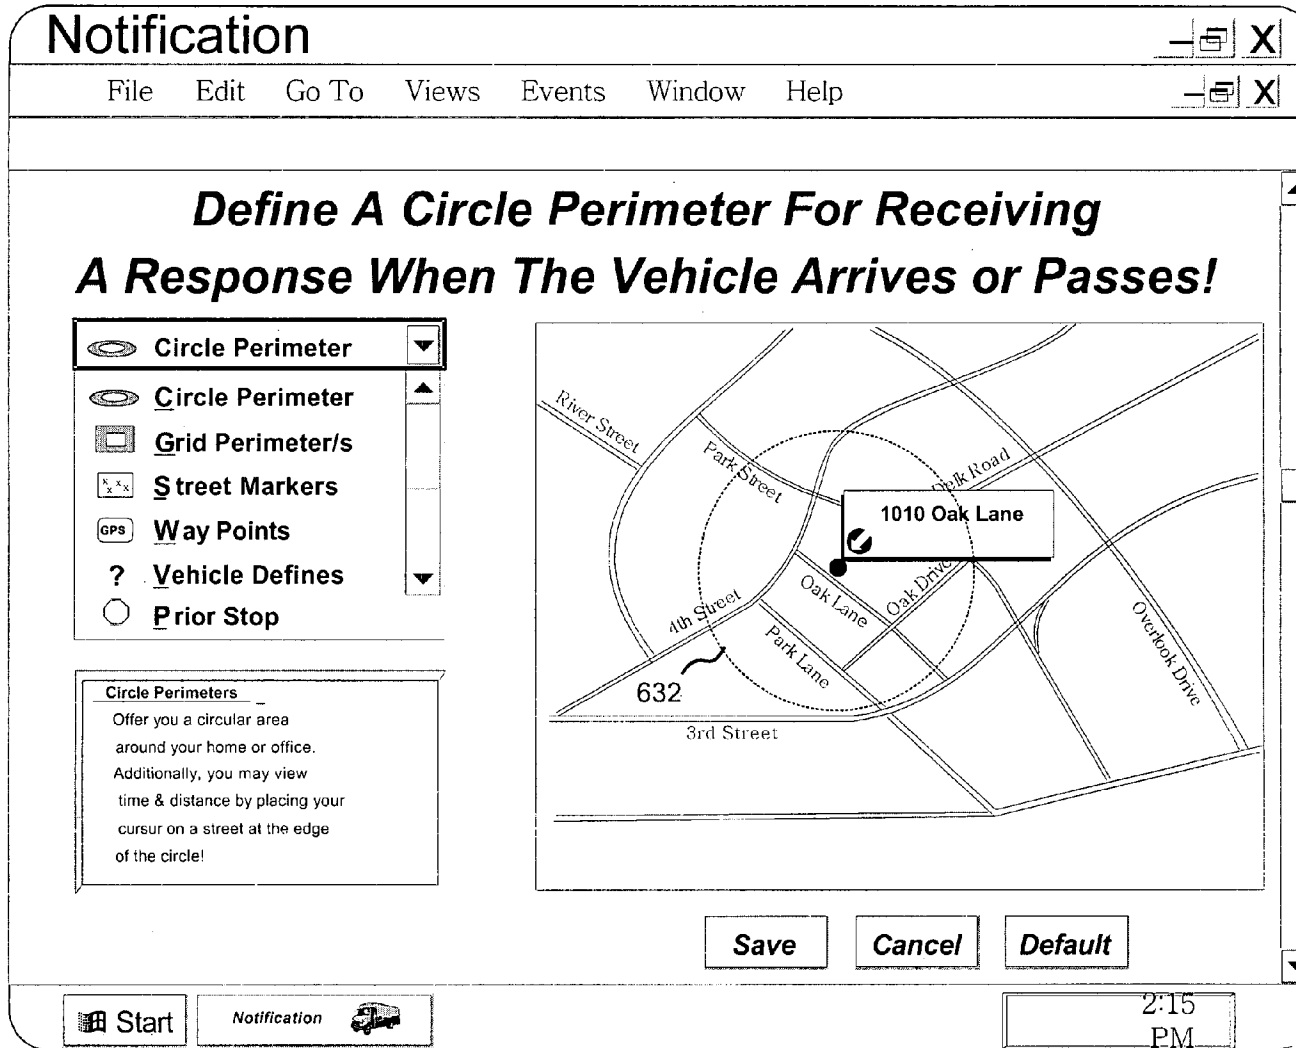 Notification
File Edit Go To Views Events Window Help
Define A Circle Perimeter For Receiving
A Response When The Vehicle Arrives or Passes!
Circle Perimeter
Circle Perimeter
Grid Perimeter/s
Street Markers
GPS Way Points
? Vehicle Defines
Prior Stop
Circle Perimeters
Offer you a circular area
around your home or office.
Additionally, you may view
time & distance by placing your
cursur on a street at the edge
of the circle!
River Street
Park Street
Delk Road
1010 Oak Lane
Oak Lane
Oak Drive
4th Street
Park Lane
Overlook Drive
632
3rd Street
Save Cancel Default
Start
Notification
2:15
PM